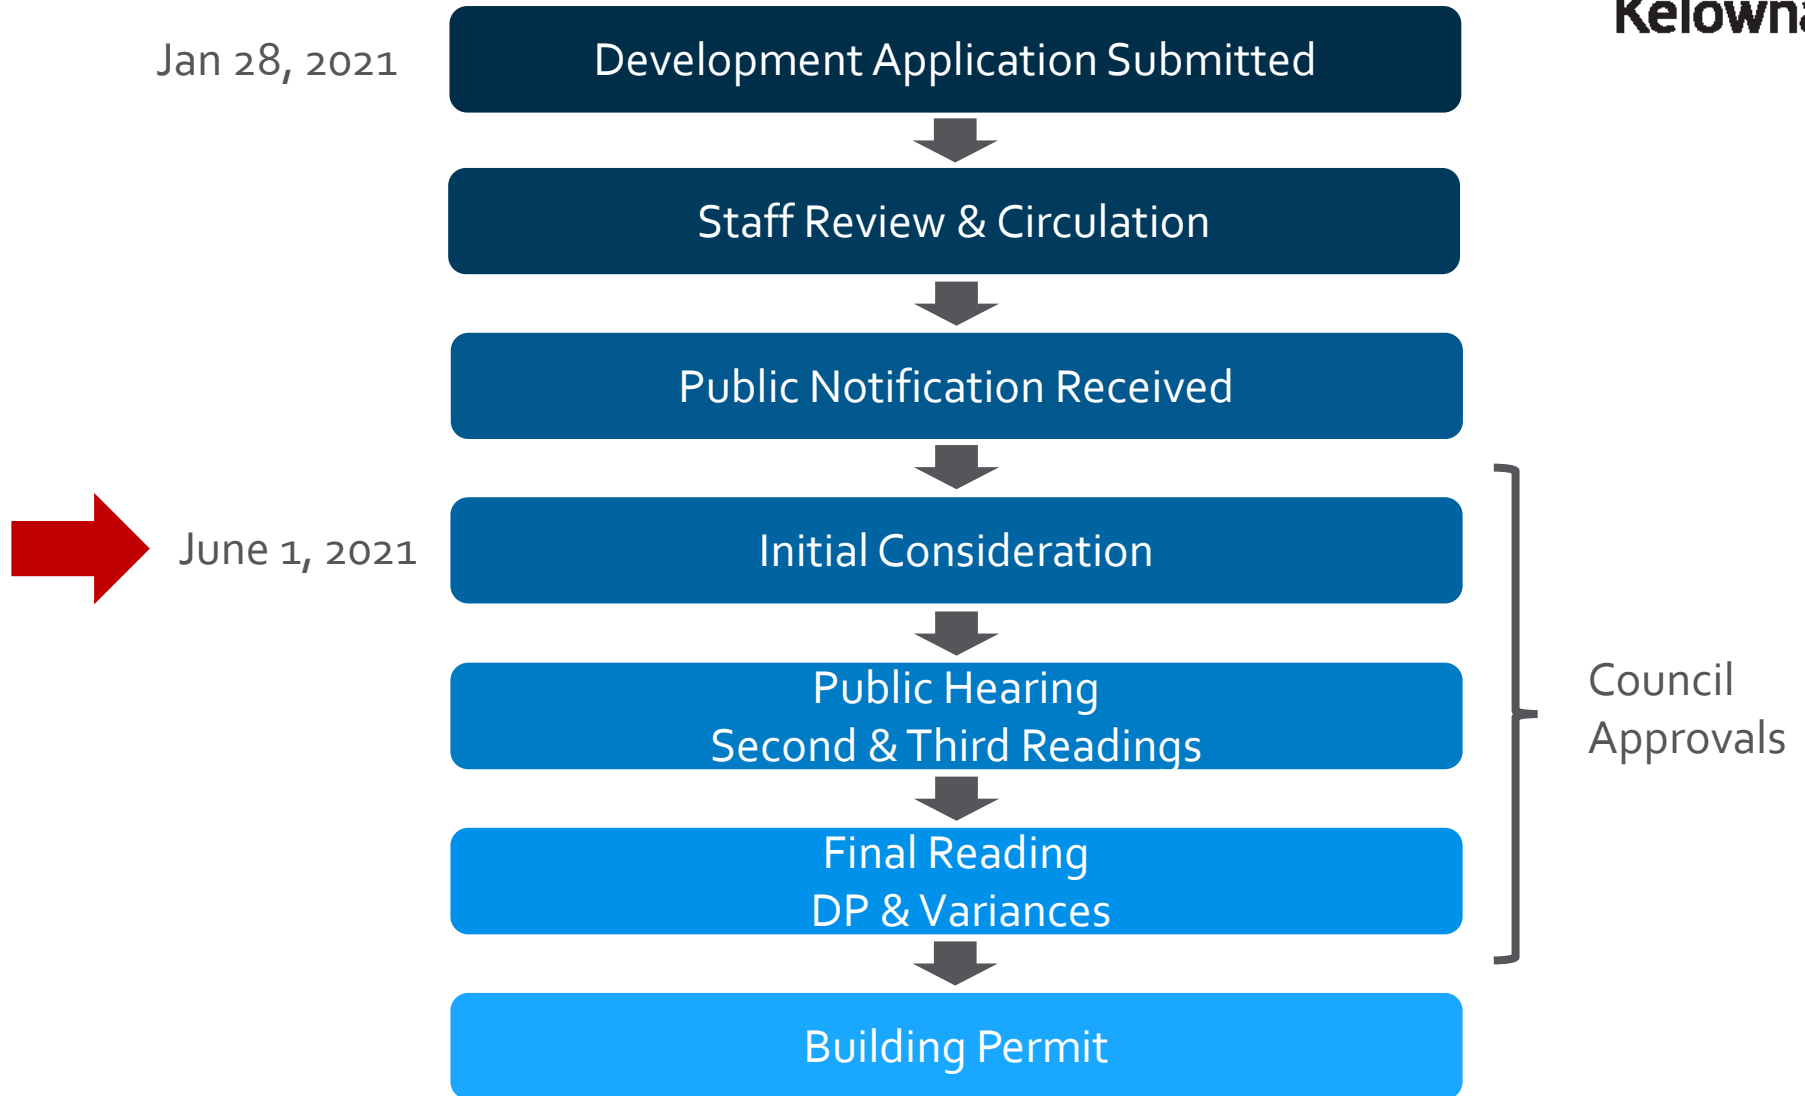 Kelowna
Jan 28, 2021
Development Application Submitted
Staff Review & Circulation
Public Notification Received
June 1, 2021
Initial Consideration
Public Hearing
Second & Third Readings
Council
Approvals
Final Reading
DP & Variances
Building Permit